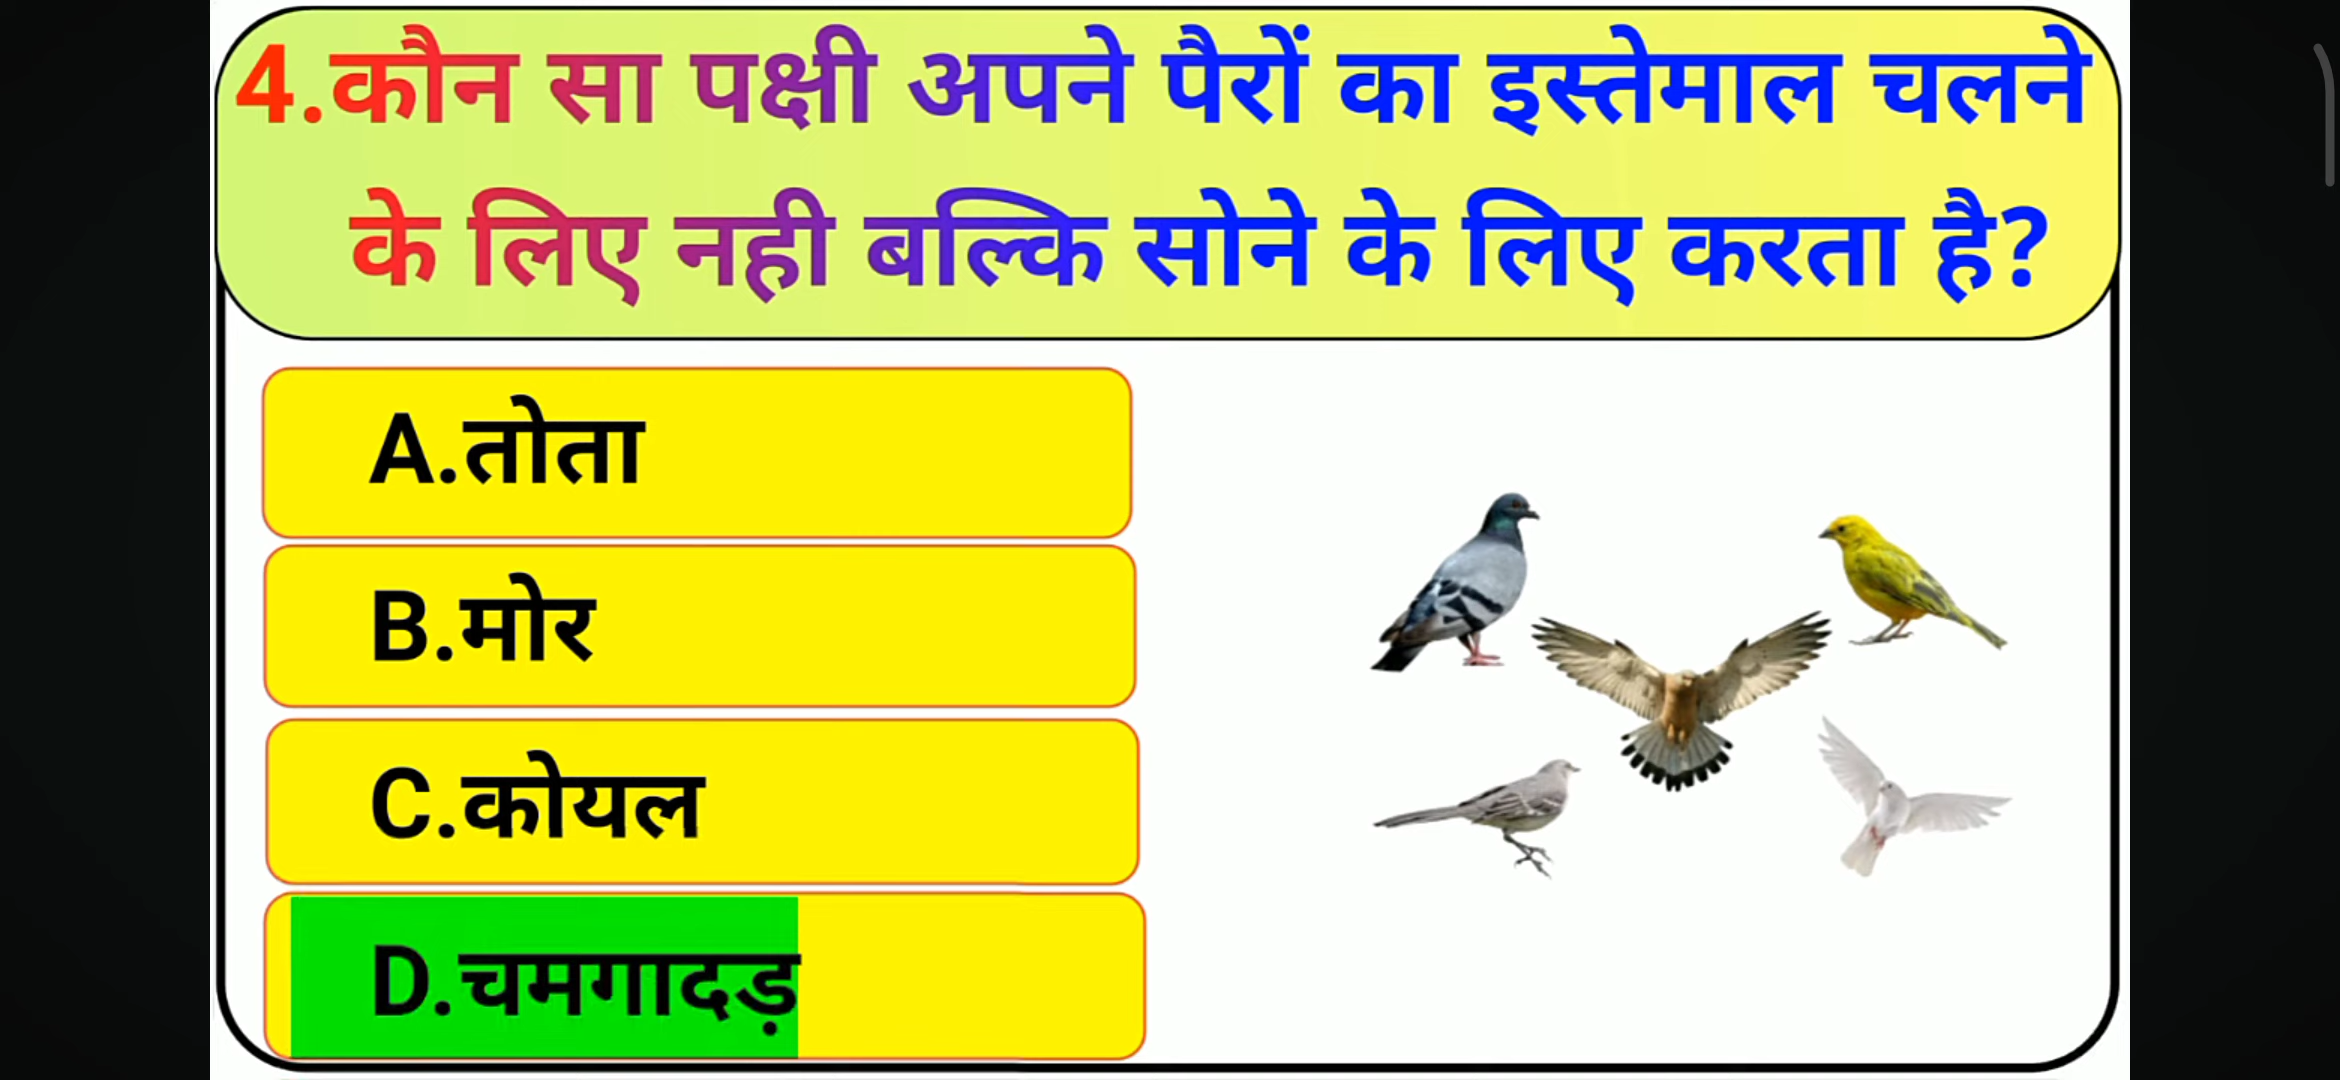 4.कौन सा पक्षी अपने पैरों का इस्तेमाल चलने
के लिए नही बल्कि सोने के लिए करता है?
A.तोता
B.मोर
C.कोयल
D.चमगादड़